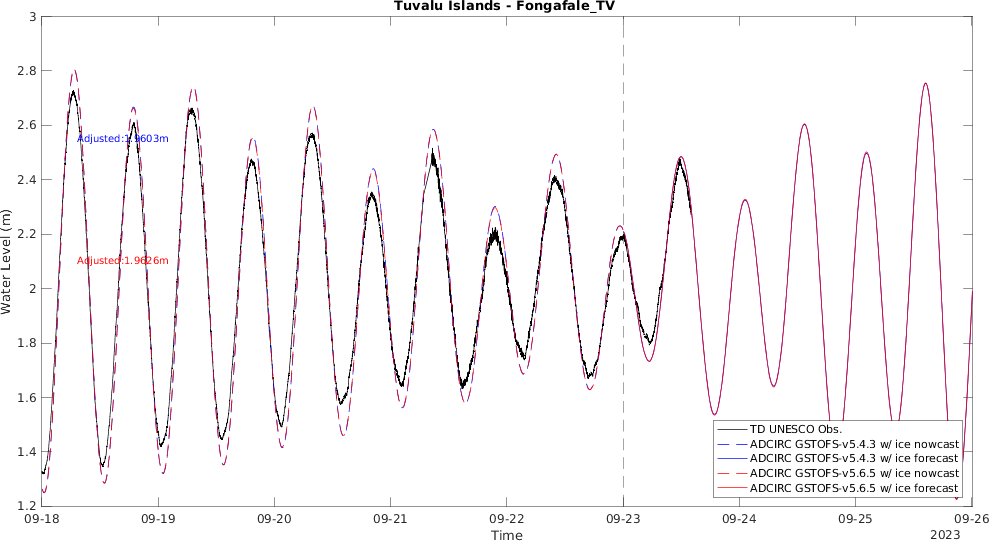 Tuvalu Islands - Fongafale_TV
3
2.8
2.6
2.4
2.2
2
1.8
1.6
1.4
1.2
Water Level (m)
Adjusted:1.9603m
Adjusted:1.9626m
TD UNESCO Obs.
ADCIRC GSTOFS-v5.4.3 w/ ice nowcast
ADCIRC GSTOFS-v5.4.3 w/ ice forecast
ADCIRC GSTOFS-v5.6.5 w/ ice nowcast
ADCIRC GSTOFS-v5.6.5 w/ ice forecast
09-18 09-19 09-20 09-21 09-22 09-23 09-24 09-25 09-26
Time
2023